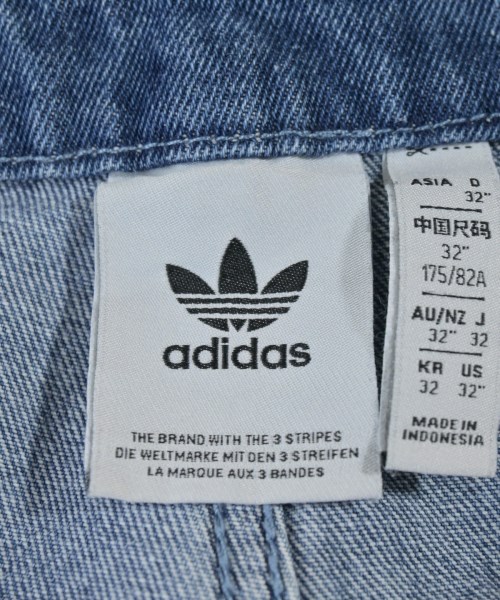 adidas
THE BRAND WITH THE 3 STRIPES
DIE WELTMARKE MIT DEN 3 STREIFEN
LA MARQUE AUX 3 BANDES
ASIA D
32"
中国尺码
32"
175/82A
AU/NZ J
32" 32
KR US
32 32"
MADE IN
INDONESIA